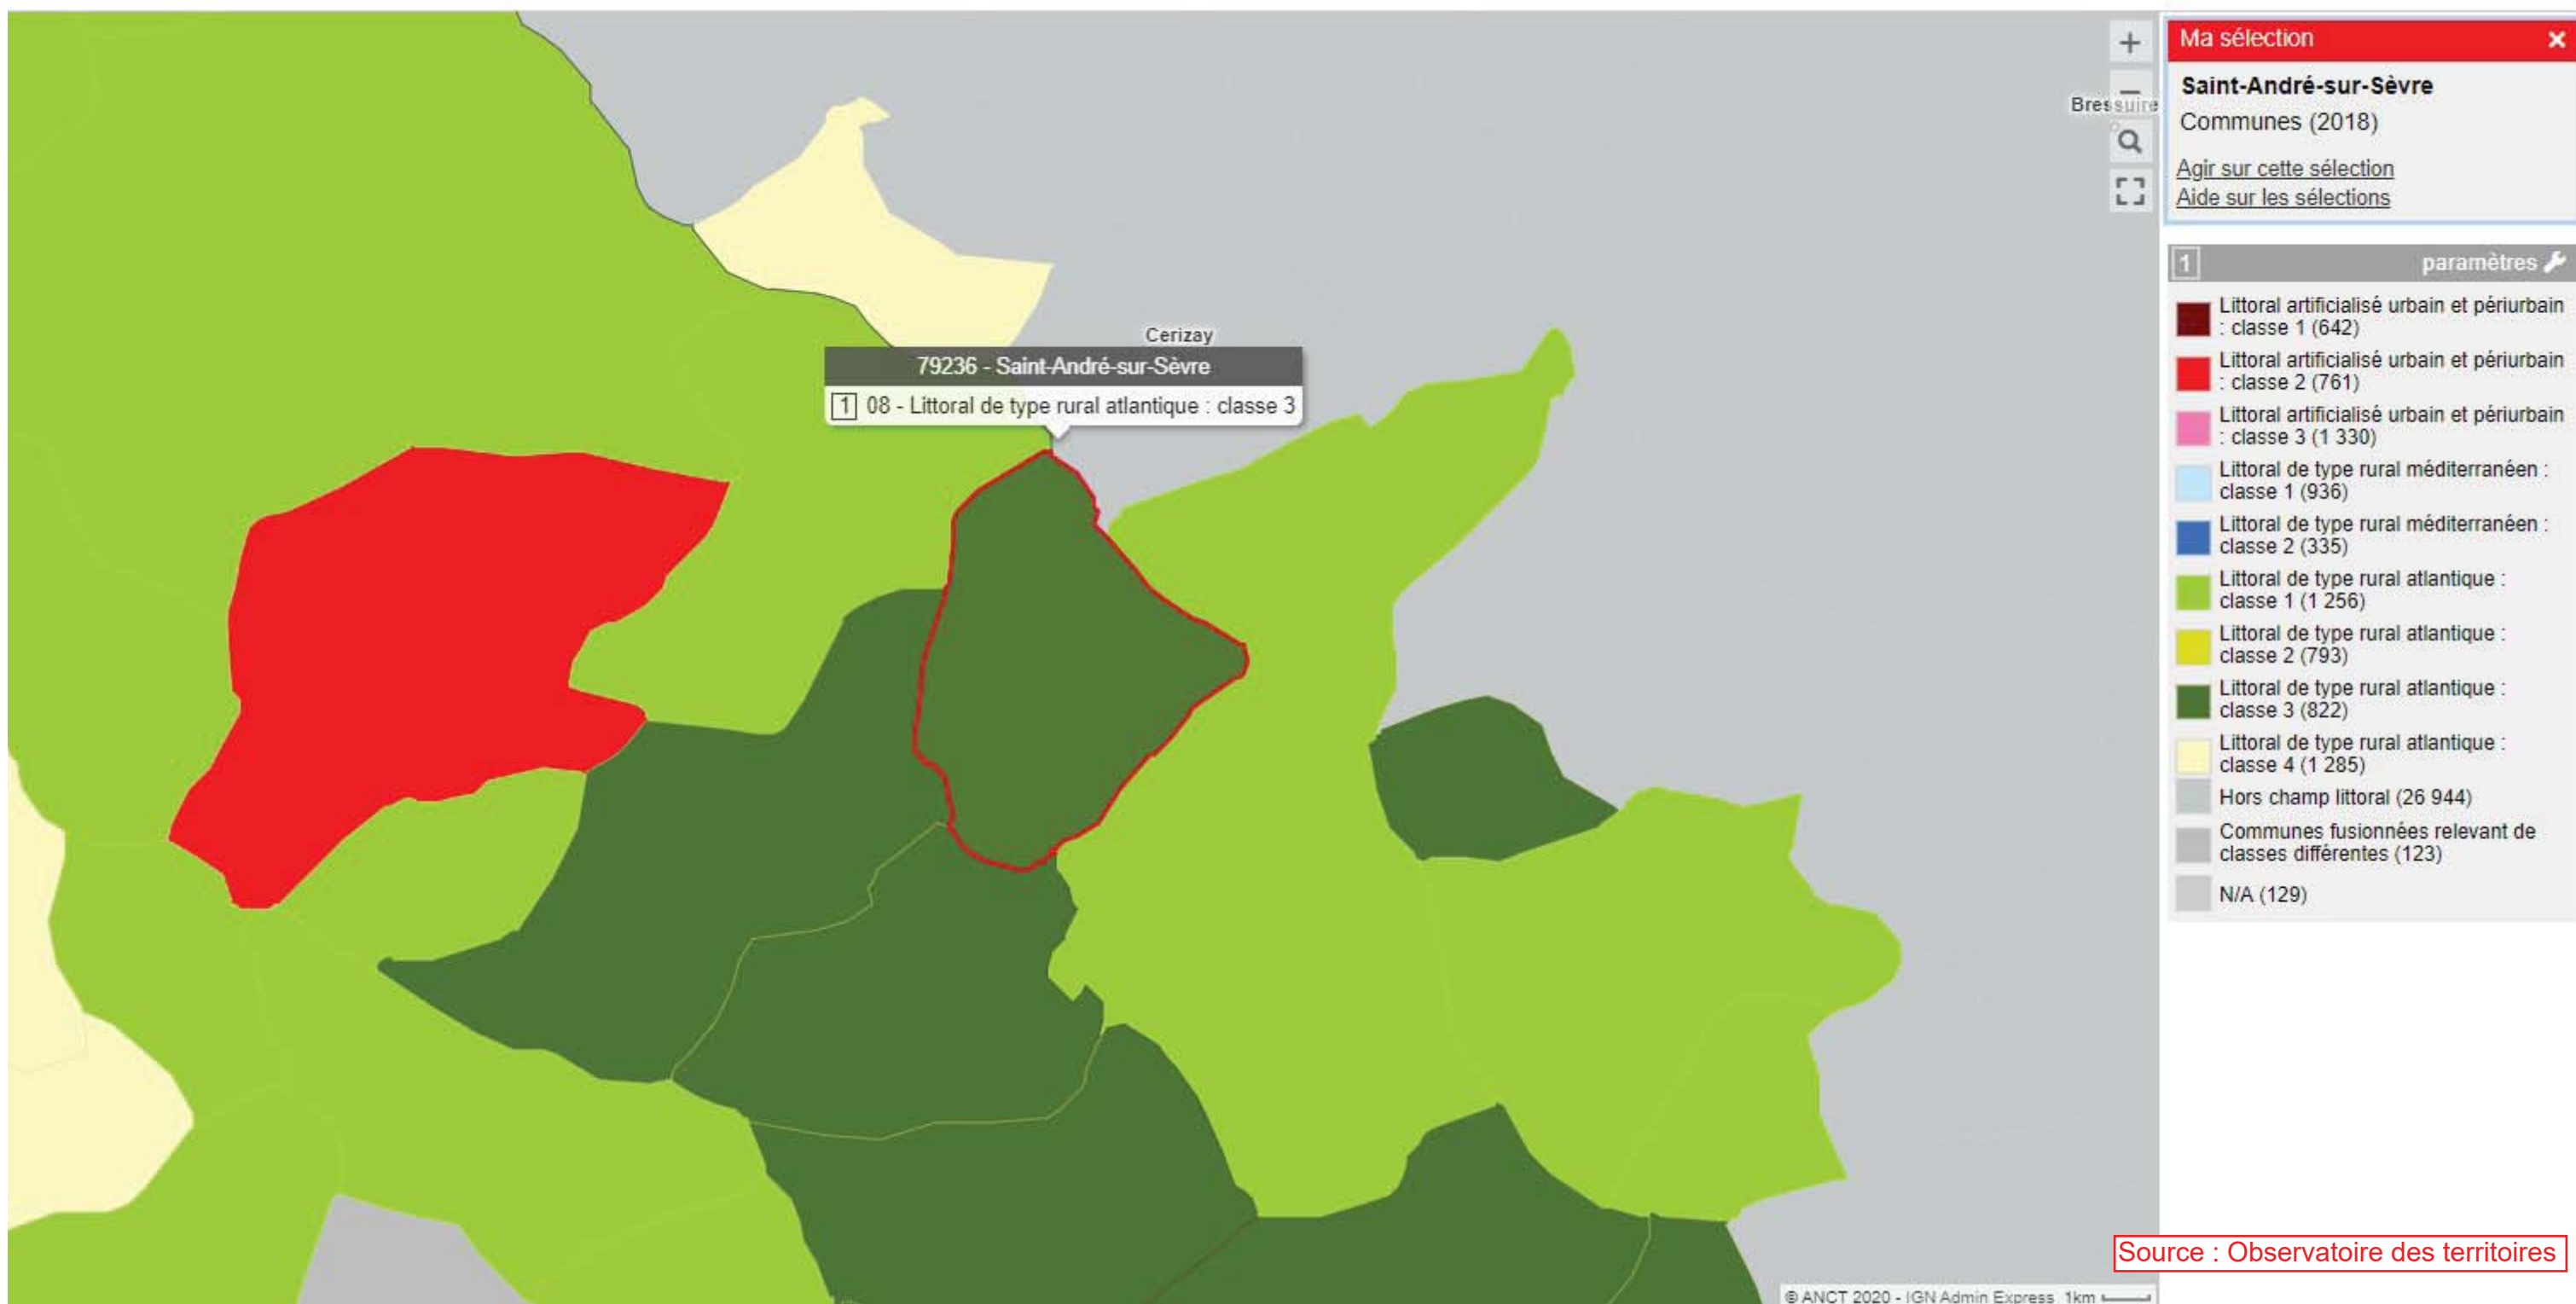 +
−
Bressuire
Cerizay
79236 - Saint-André-sur-Sèvre
1 08 - Littoral de type rural atlantique : classe 3
Ma sélection ×
Saint-André-sur-Sèvre
Communes (2018)
Agir sur cette sélection
Aide sur les sélections
1 paramètres
Littoral artificialisé urbain et périurbain
: classe 1 (642)
Littoral artificialisé urbain et périurbain
: classe 2 (761)
Littoral artificialisé urbain et périurbain
: classe 3 (1 330)
Littoral de type rural méditerranéen :
classe 1 (936)
Littoral de type rural méditerranéen :
classe 2 (335)
Littoral de type rural atlantique :
classe 1 (1 256)
Littoral de type rural atlantique :
classe 2 (793)
Littoral de type rural atlantique :
classe 3 (822)
Littoral de type rural atlantique :
classe 4 (1 285)
Hors champ littoral (26 944)
Communes fusionnées relevant de
classes différentes (123)
N/A (129)
Source : Observatoire des territoires
© ANCT 2020 - IGN Admin Express 1km